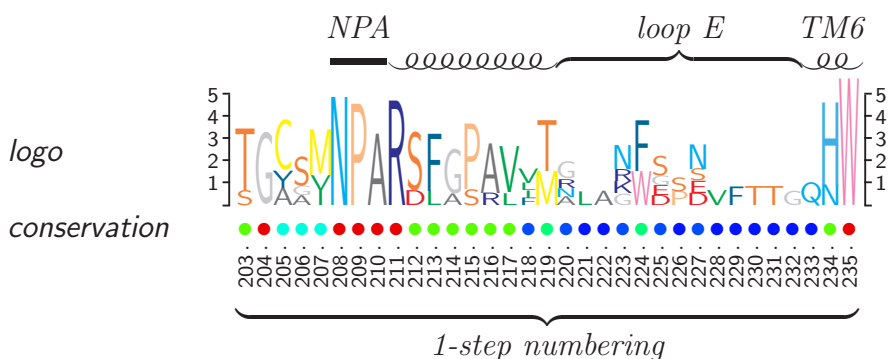 NPA loop E TM6
5 5
4 4
3 3
logo 2 2
1 1
TGCSMNPARSFGPAVYTGNFSSNHW
conservation
203. 204. 205. 206. 207. 208. 209. 210. 211. 212. 213. 214. 215. 216. 217. 218. 219. 220. 221. 222. 223. 224. 225. 226. 227. 228. 229. 230. 231. 232. 233. 234. 235.
1-step numbering